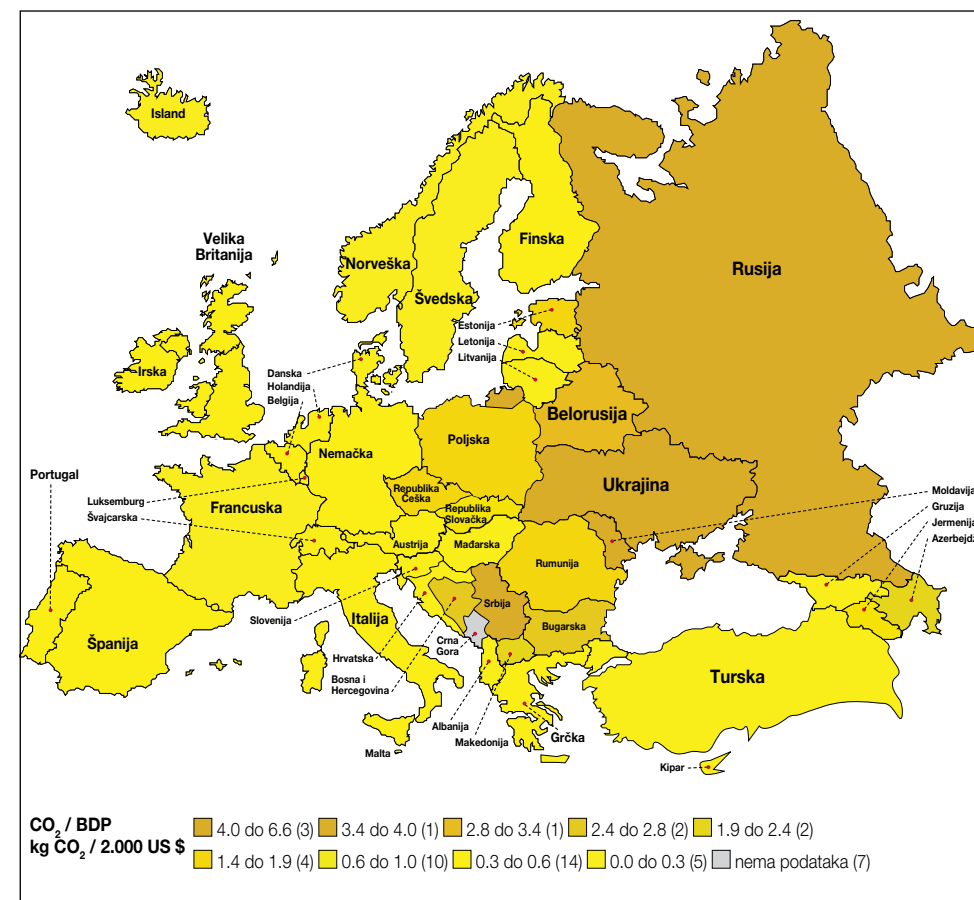 Island
Velika
Britanija
Norveška
Finska
Švedska
Rusija
Estonija
Letonija
Litvanija
Irska
Danska
Holandija
Belgija
Belorusija
Nemačka
Poljska
Portugal
Luksemburg
Švajcarska
Francuska
Republika
Češka
Republika
Slovačka
Ukrajina
Moldavija
Gruzija
Jermenija
Azerbejdž
Austrija
Mađarska
Rumunija
Slovenija
Italija
Srbija
Bugarska
Španija
Hrvatska
Bosna i
Hercegovina
Crna
Gora
Turska
Albanija
Makedonija
Grčka
Malta
Kipar
CO2 / BDP
kg CO2 / 2.000 US $
4.0 do 6.6 (3) 3.4 do 4.0 (1) 2.8 do 3.4 (1) 2.4 do 2.8 (2) 1.9 do 2.4 (2)
1.4 do 1.9 (4) 0.6 do 1.0 (10) 0.3 do 0.6 (14) 0.0 do 0.3 (5) nema podataka (7)